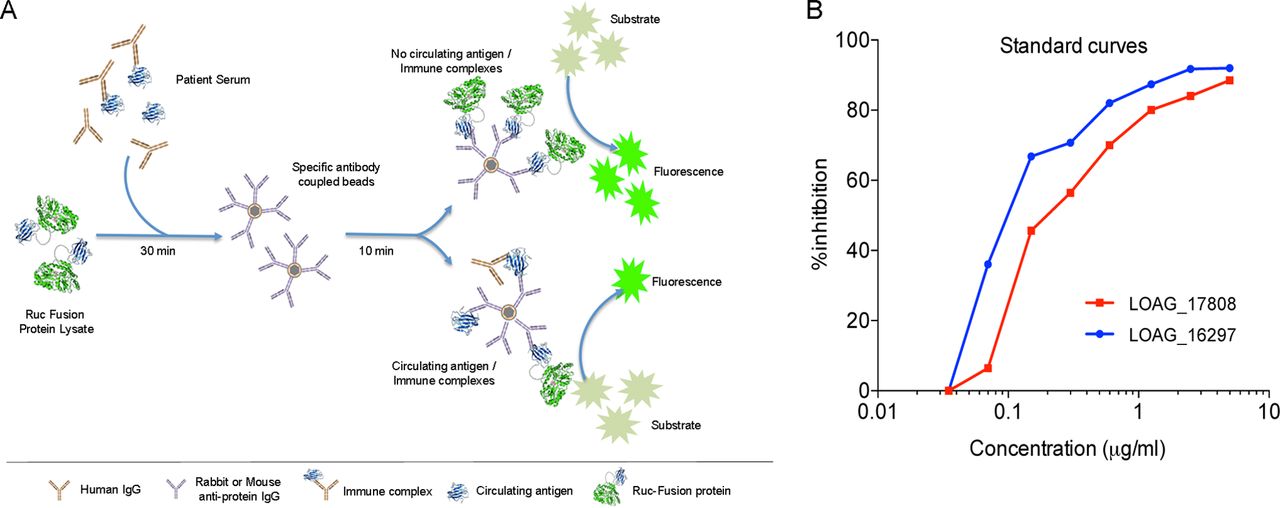 A
Patient Serum
Ruc Fusion
Protein Lysate
30 min
Specific antibody
coupled beads
10 min
No circulating antigen /
Immune complexes
Substrate
Fluorescence
Circulating antigen /
Immune complexes
Fluorescence
Substrate
Human IgG
Rabbit or Mouse
anti-protein IgG
Immune complex
Circulating antigen
Ruc-Fusion protein
B
Standard curves
%inhitbition
100
80
60
40
20
0
0.01
0.1
1
10
LOAG_17808
LOAG_16297
Concentration (μg/ml)